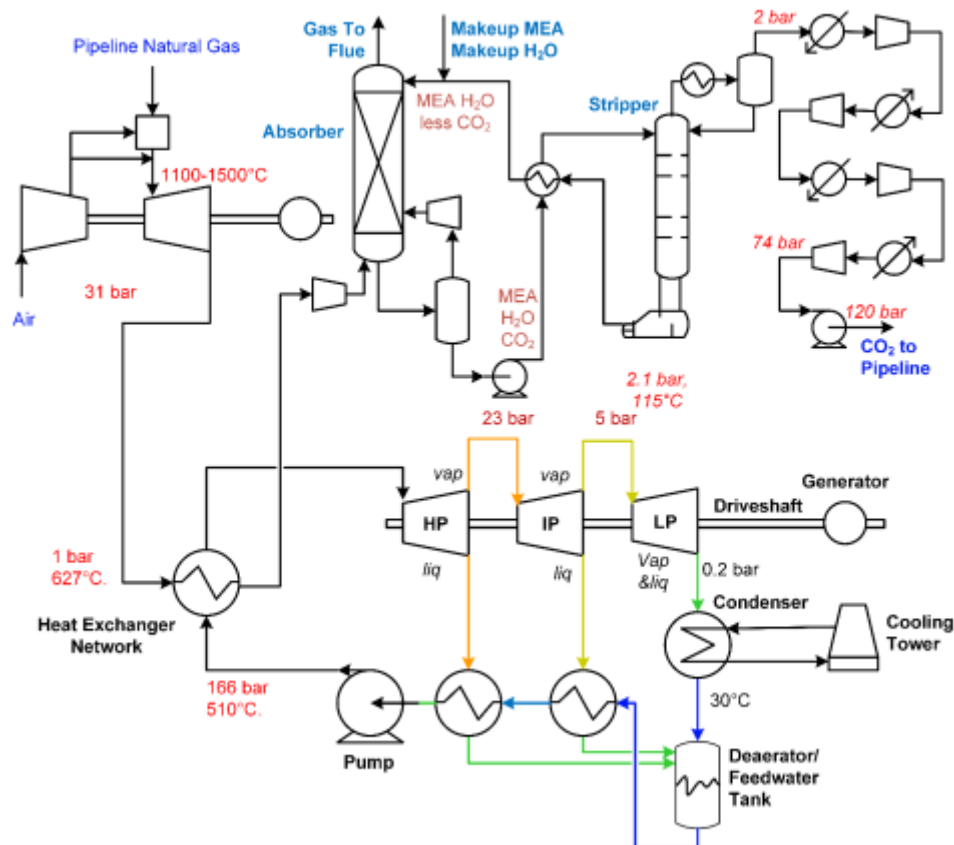 Pipeline Natural Gas
Gas To
Flue
Makeup MEA
Makeup H₂O
2 bar
MEA H₂O
less CO₂
Stripper
Absorber
1100-1500°C
31 bar
Air
74 bar
MEA
H₂O
CO₂
120 bar
CO₂ to
Pipeline
2.1 bar,
115°C
23 bar
5 bar
vap
vap
Generator
HP
IP
LP
Driveshaft
liq
liq
Vap
&liq
0.2 bar
1 bar
627°C.
Condenser
Cooling
Tower
Heat Exchanger
Network
166 bar
510°C.
30°C
Pump
Deaerator/
Feedwater
Tank